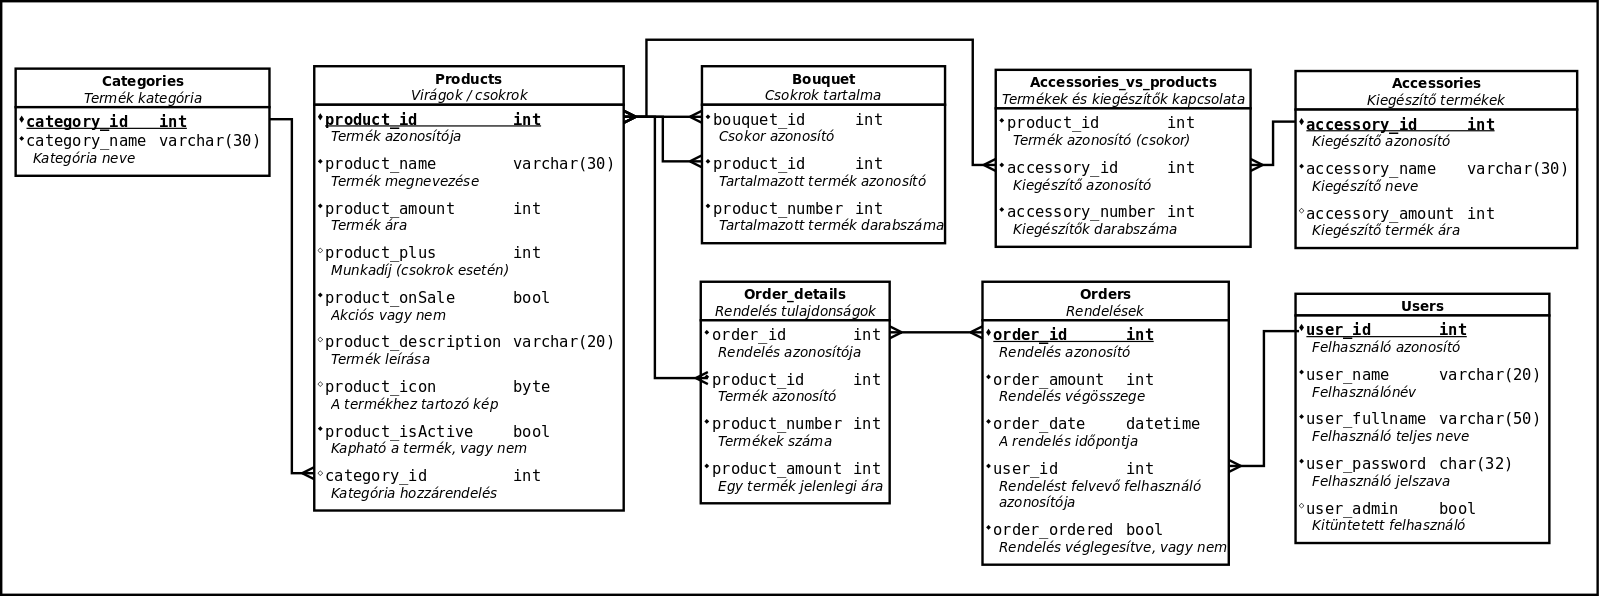 Categories
Termék kategória
category_id int
category_name varchar(30)
Kategória neve
Products
Virágok / csokrok
product_id int
Termék azonosítója
product_name varchar(30)
Termék megnevezése
product_amount int
Termék ára
product_plus int
Munkadíj (csokrok esetén)
product_onSale bool
Akciós vagy nem
product_description varchar(20)
Termék leírása
product_icon byte
A termékhez tartozó kép
product_isActive bool
Kapható a termék, vagy nem
category_id int
Kategória hozzárendelés
Bouquet
Csokrok tartalma
bouquet_id int
Csokor azonosító
product_id int
Tartalmazott termék azonosító
product_number int
Tartalmazott termék darabszáma
Accessories_vs_products
Termékek és kiegészítők kapcsolata
product_id int
Termék azonosító (csokor)
accessory_id int
Kiegészítő azonosító
accessory_number int
Kiegészítők darabszáma
Accessories
Kiegészítő termékek
accessory_id int
Kiegészítő azonosító
accessory_name varchar(30)
Kiegészítő neve
accessory_amount int
Kiegészítő termék ára
Order_details
Rendelés tulajdonságok
order_id int
Rendelés azonosítója
product_id int
Termék azonosító
product_number int
Termékek száma
product_amount int
Egy termék jelenlegi ára
Orders
Rendelések
order_id int
Rendelés azonosító
order_amount int
Rendelés végösszege
order_date datetime
A rendelés időpontja
user_id int
Rendelést felvevő felhasználó
azonosítója
order_ordered bool
Rendelés véglegesítve, vagy nem
Users
user_id int
Felhasználó azonosító
user_name varchar(20)
Felhasználónév
user_fullname varchar(50)
Felhasználó teljes neve
user_password char(32)
Felhasználó jelszava
user_admin bool
Kitüntetett felhasználó